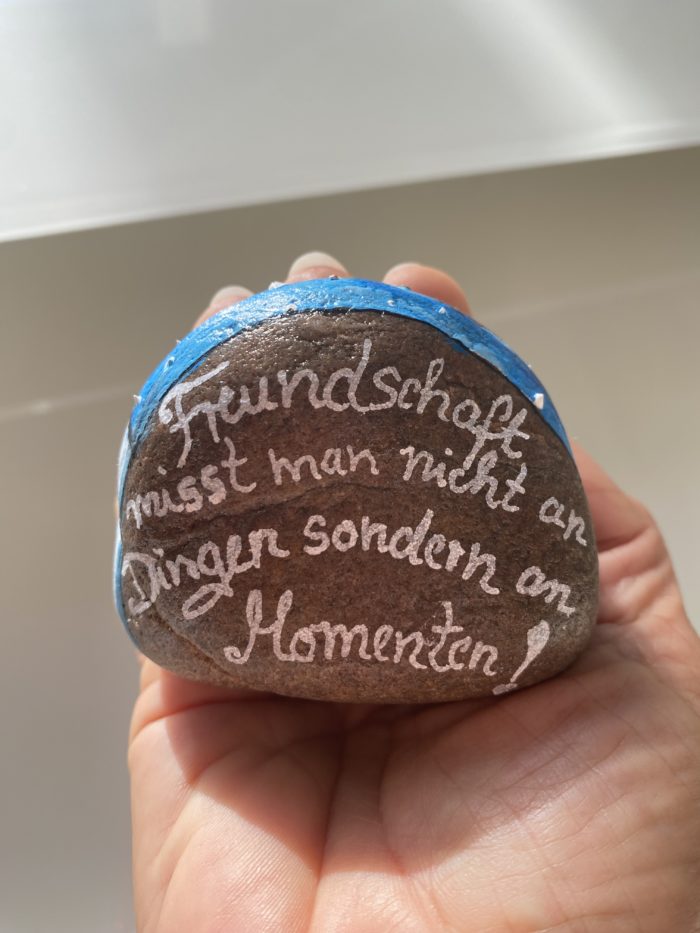 Freundschaft
misst man nicht an
Dingen sondern an
Momenten!